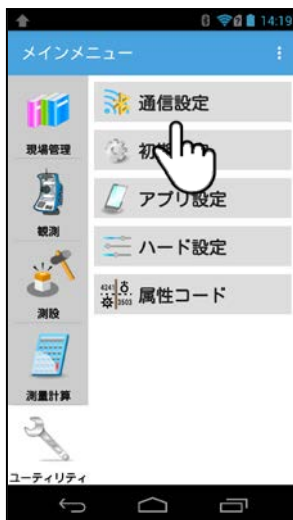 14:19
メインメニュー
現場管理
観測
測設
測量計算
ユーティリティ
通信設定
初
アプリ設定
ハード設定
4241
3503
属性コード